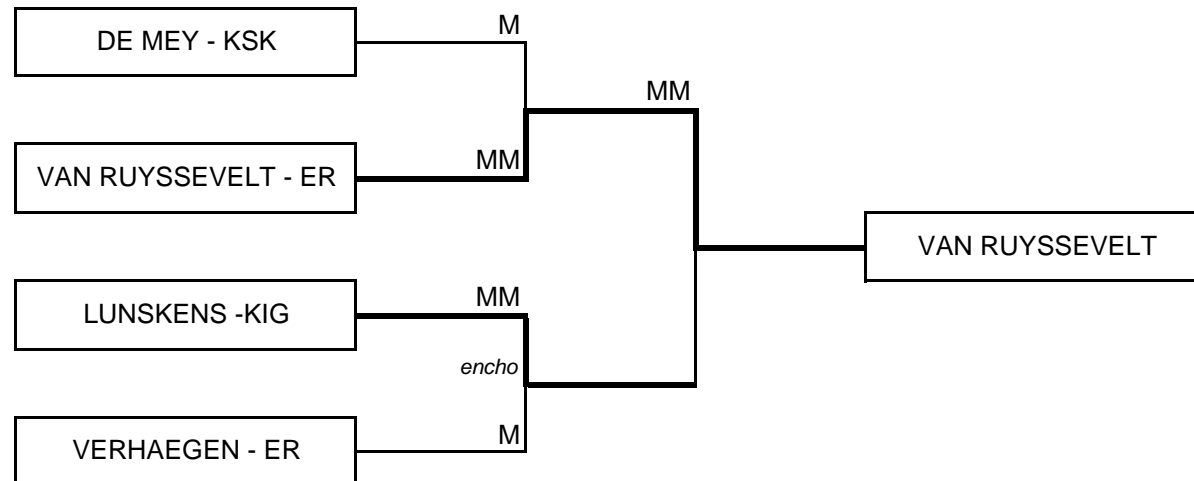 M
DE MEY - KSK
MM
MM
VAN RUYSSEVELT - ER
VAN RUYSSEVELT
MM
LUNSKENS -KIG
encho
M
VERHAEGEN - ER